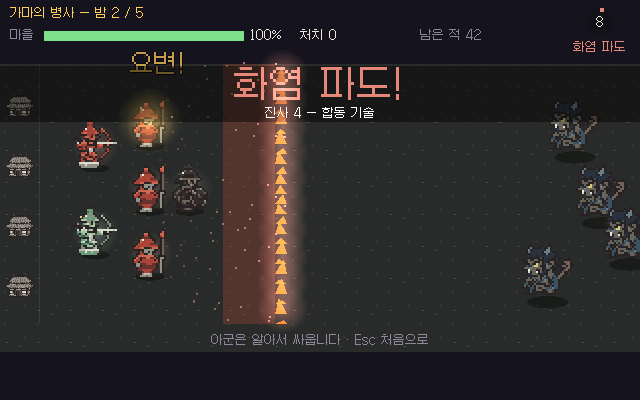 가마의 병사 — 밤 2 / 5
마을 100% 처치 0 남은 적 42
8
화염 파도
요변!
화염 파도!
진사 4 — 합동 기술
아군은 알아서 싸웁니다 · Esc 처음으로